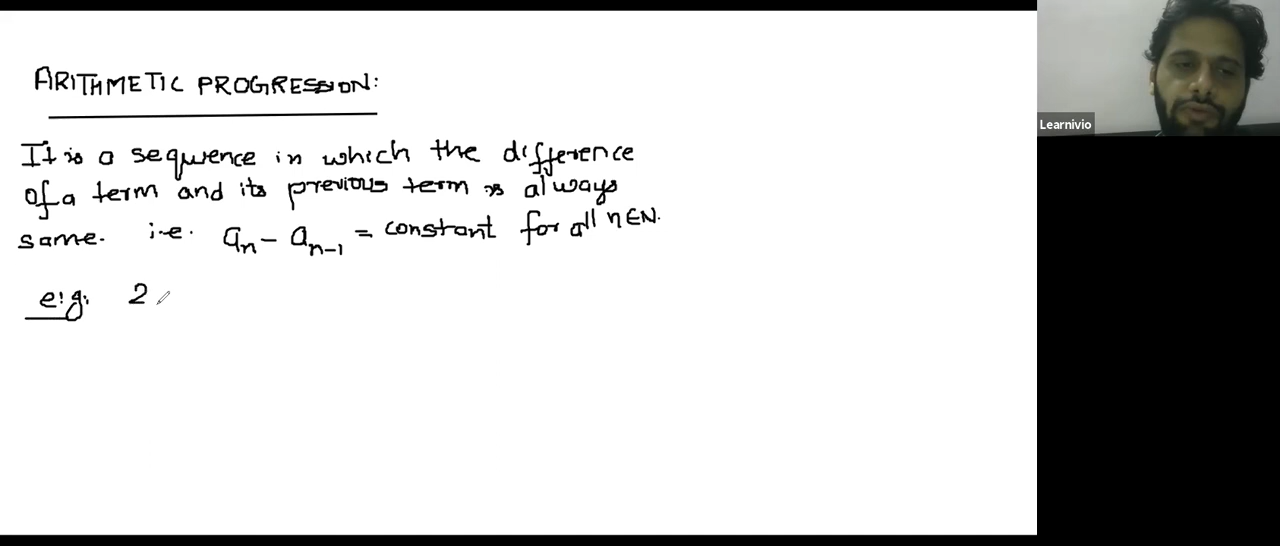 ARITHMETIC PROGRESSION:
It is a sequence in which the difference
of a term and its previous term is always
same. i.e. aₙ - aₙ₋₁ = constant for all n∈N.
e.g. 2
Learnivio